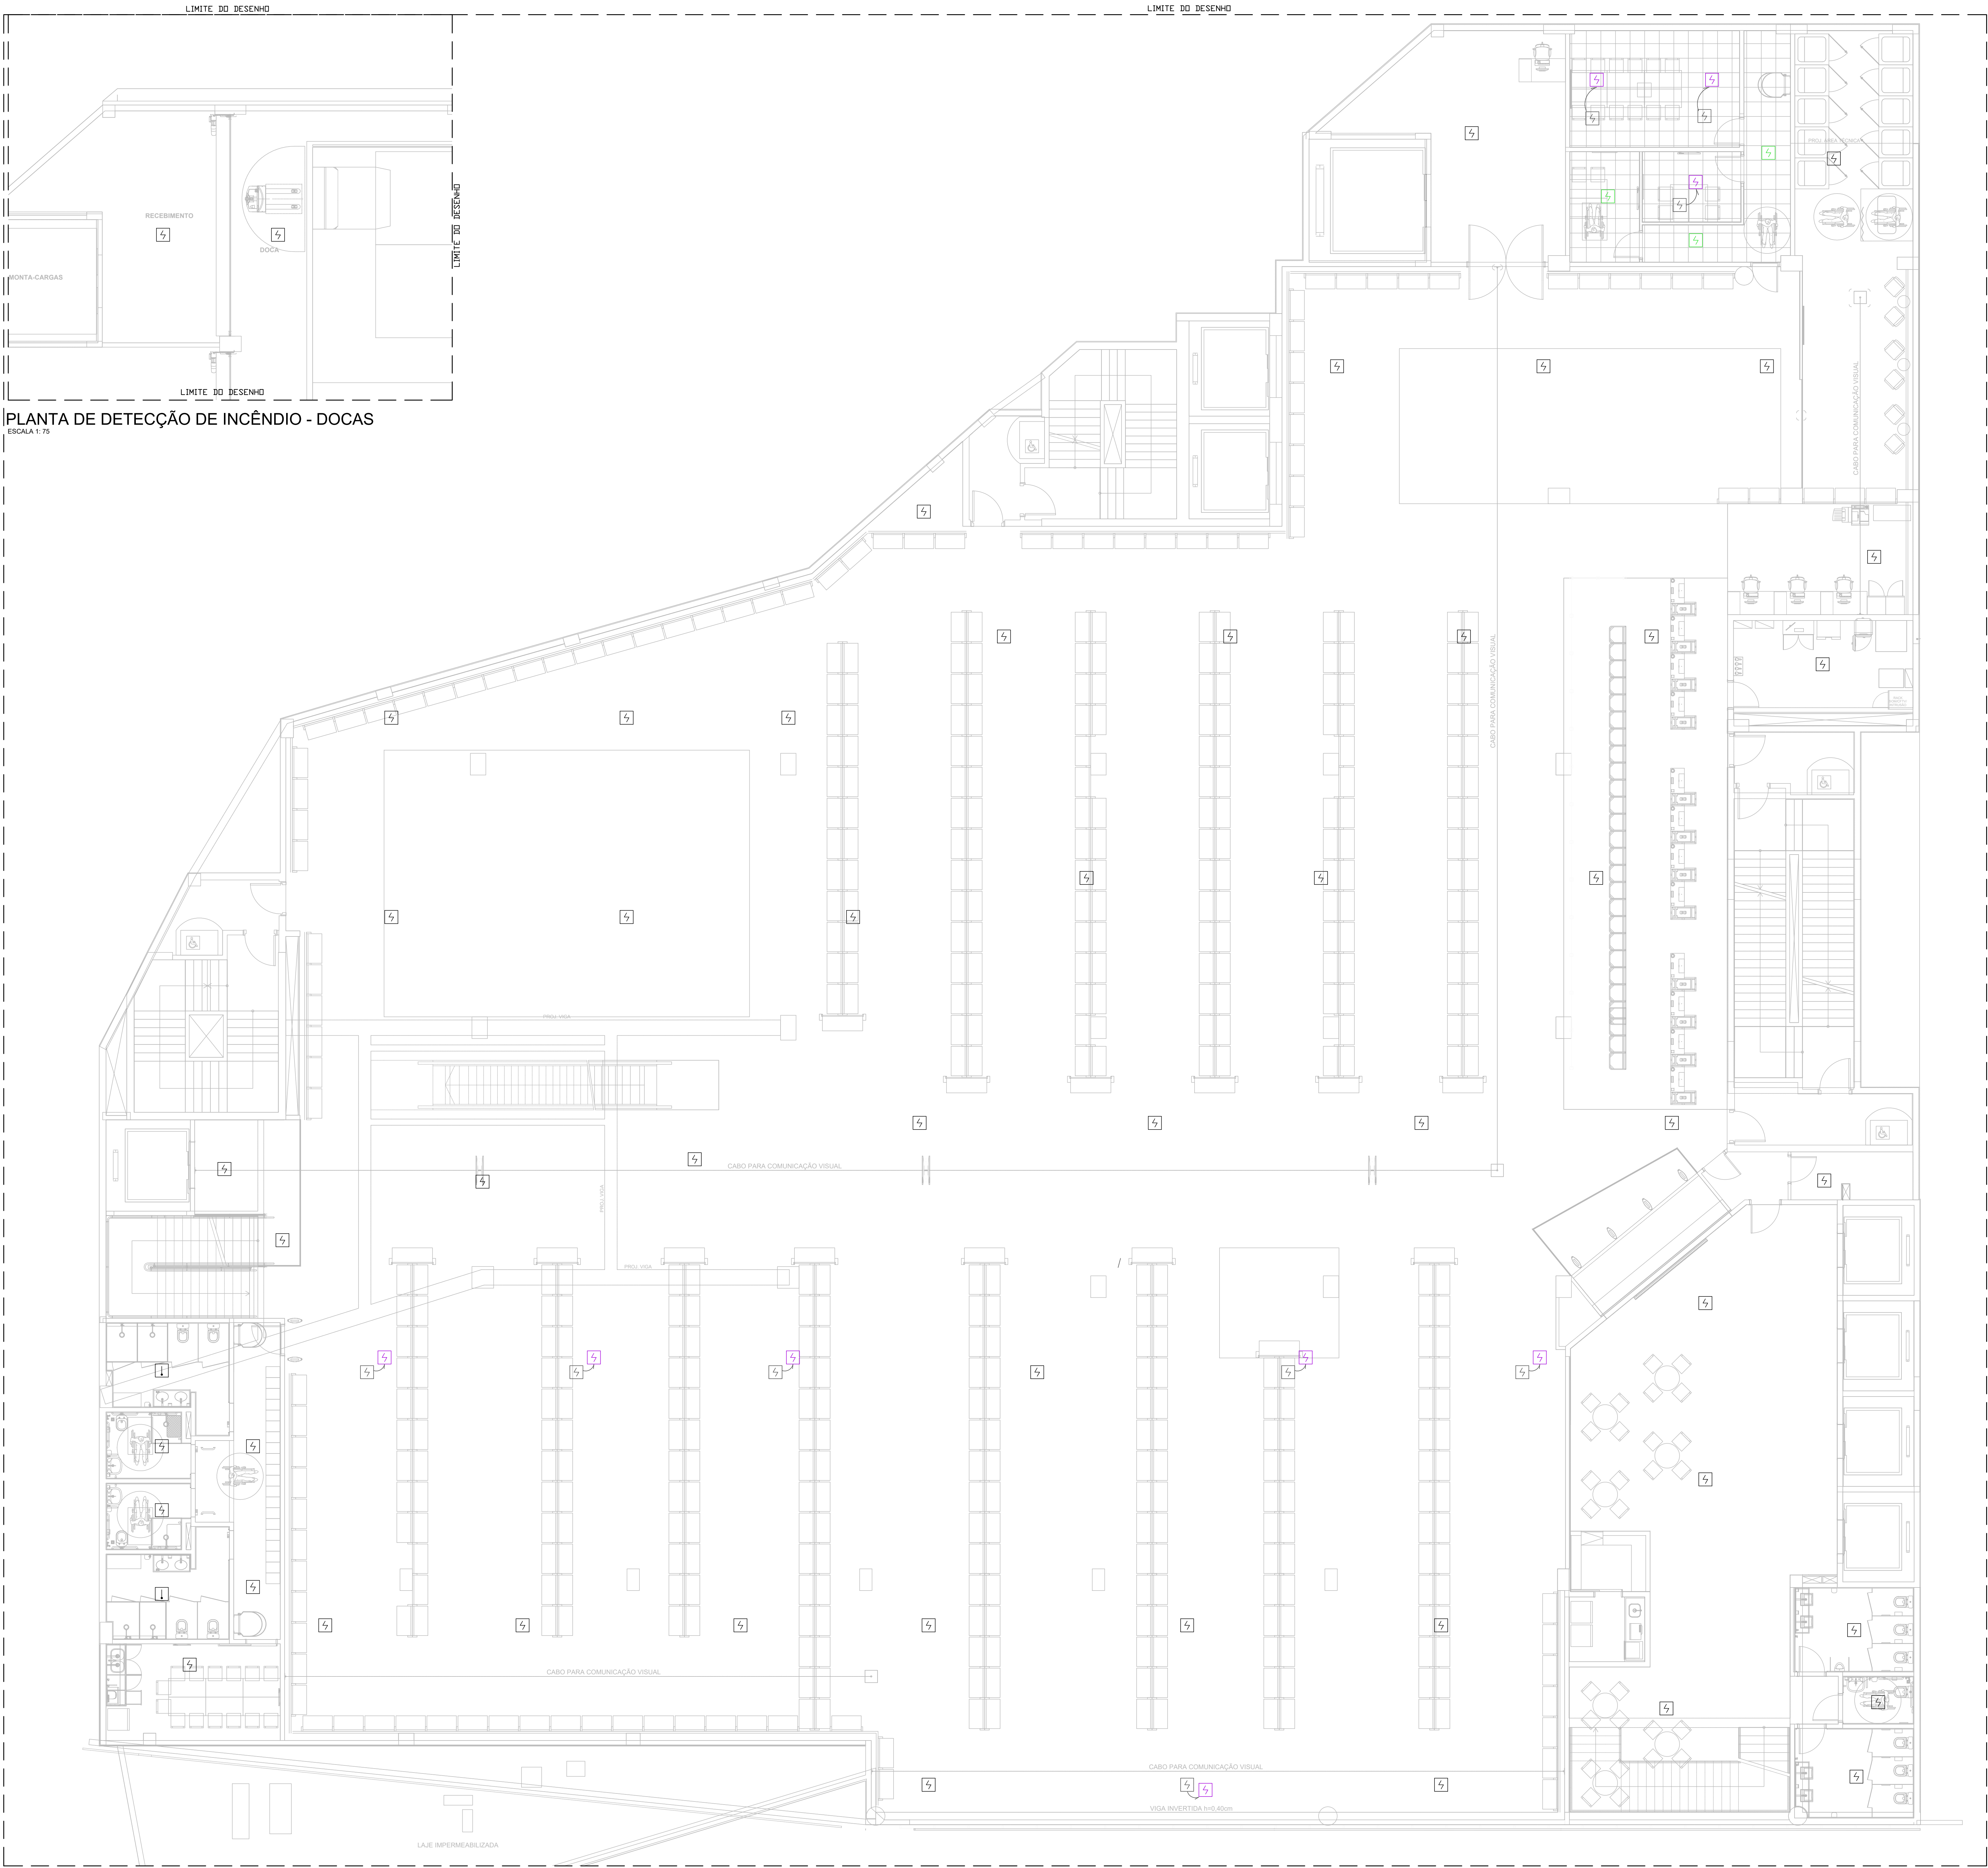 LIMITE DO DESENHO
LIMITE DO DESENHO
LIMITE DO DESENHO
RECEBIMENTO
DOCA
MONTA-CARGAS
LIMITE DO DESENHO
PLANTA DE DETECÇÃO DE INCÊNDIO - DOCAS
ESCALA 1: 75
PROJ. ÁREA TÉCNICA
CABO PARA COMUNICAÇÃO VISUAL
CABO PARA COMUNICAÇÃO VISUAL
PROJ. VIGA
CABO PARA COMUNICAÇÃO VISUAL
PROJ. VIGA
PROJ. VIGA
CABO PARA COMUNICAÇÃO VISUAL
CABO PARA COMUNICAÇÃO VISUAL
VIGA INVERTIDA h=0,40cm
LAJE IMPERMEABILIZADA